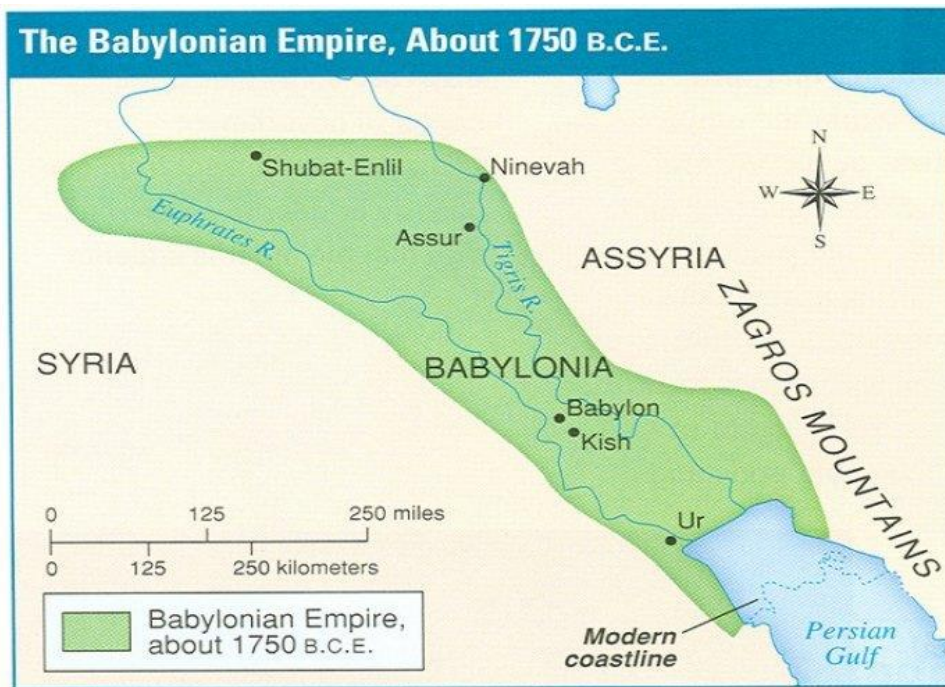 The Babylonian Empire, About 1750 B.C.E.
Shubat-Enlil
Ninevah
N
W
E
S
Euphrates R.
Assur
Tigris R.
ASSYRIA
ZAGROS MOUNTAINS
SYRIA
BABYLONIA
Babylon
Kish
Ur
0 125 250 miles
0 125 250 kilometers
Babylonian Empire,
about 1750 B.C.E.
Modern
coastline
Persian
Gulf